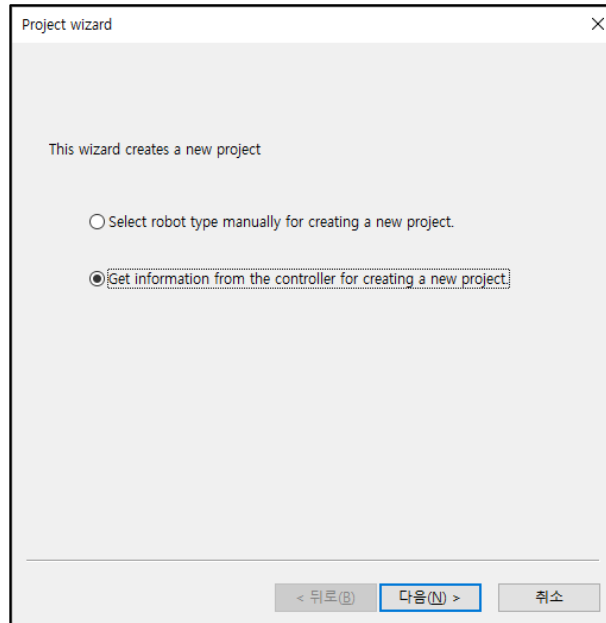 Project wizard
This wizard creates a new project
Select robot type manually for creating a new project.
Get information from the controller for creating a new project.
< 뒤로(B) 다음(N) > 취소